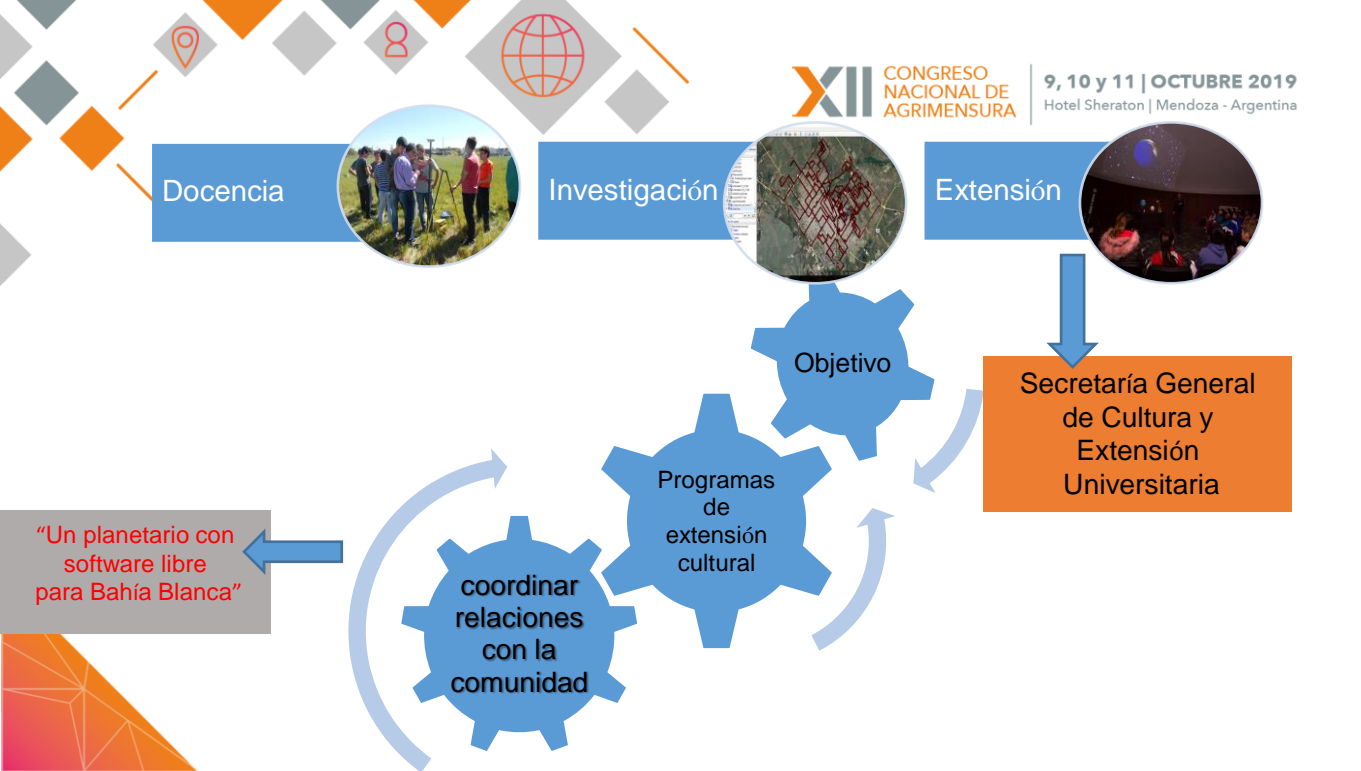 XII
CONGRESO
NACIONAL DE
AGRIMENSURA
9, 10 y 11 | OCTUBRE 2019
Hotel Sheraton | Mendoza - Argentina
Docencia
Investigación
Extensión
Objetivo
Secretaría General
de Cultura y
Extensión
Universitaria
Programas
de
extensión
cultural
coordinar
relaciones
con la
comunidad
“Un planetario con
software libre
para Bahía Blanca”